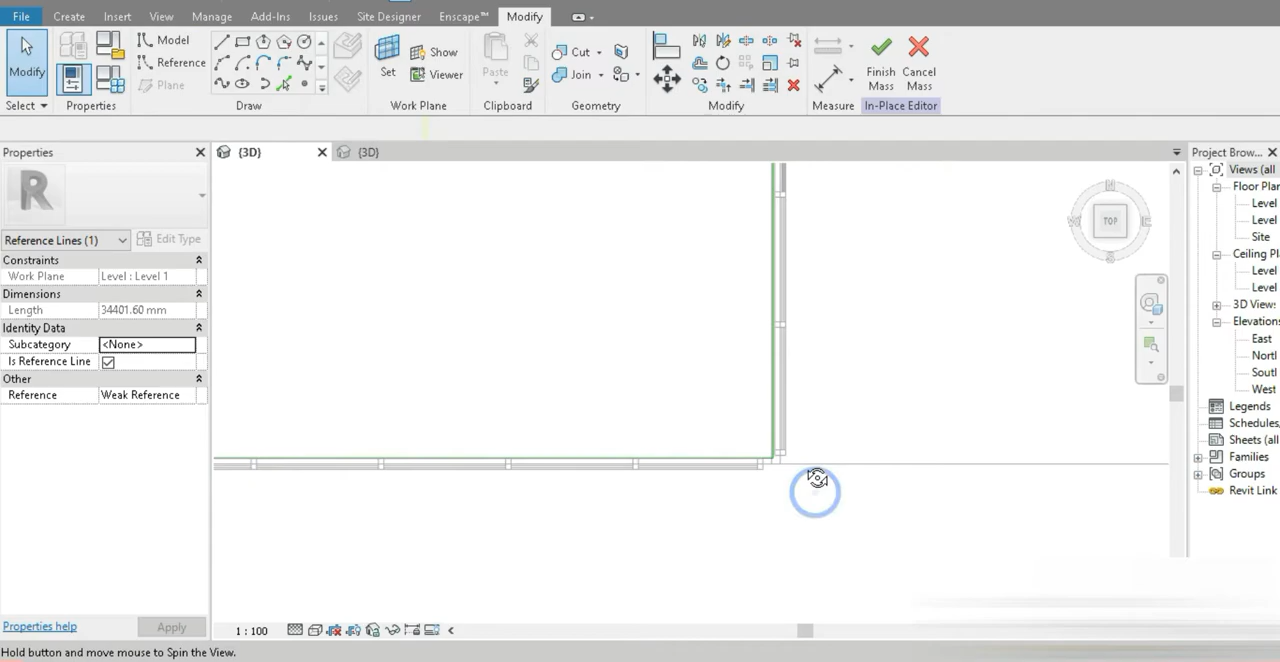 File Create Insert View Manage Add-Ins Issues Site Designer Enscape™ Modify
Modify
Select
Properties
Model
Reference
Plane
Draw
Set
Show
Viewer
Work Plane
Paste
Clipboard
Cut
Join
Geometry
Modify
Measure
Finish Mass
Cancel Mass
In-Place Editor
Properties
{3D}
{3D}
Project Brow...
R
Reference Lines (1)
Edit Type
Constraints
Work Plane Level : Level 1
Dimensions
Length 34401.60 mm
Identity Data
Subcategory <None>
Is Reference Line
Other
Reference Weak Reference
Properties help
Apply
TOP
Views (all
Floor Plan
Level
Level
Site
Ceiling Pl
Level
Level
3D Views
Elevations
East
North
South
West
Legends
Schedules,
Sheets (all
Families
Groups
Revit Link
1 : 100
Hold button and move mouse to Spin the View.